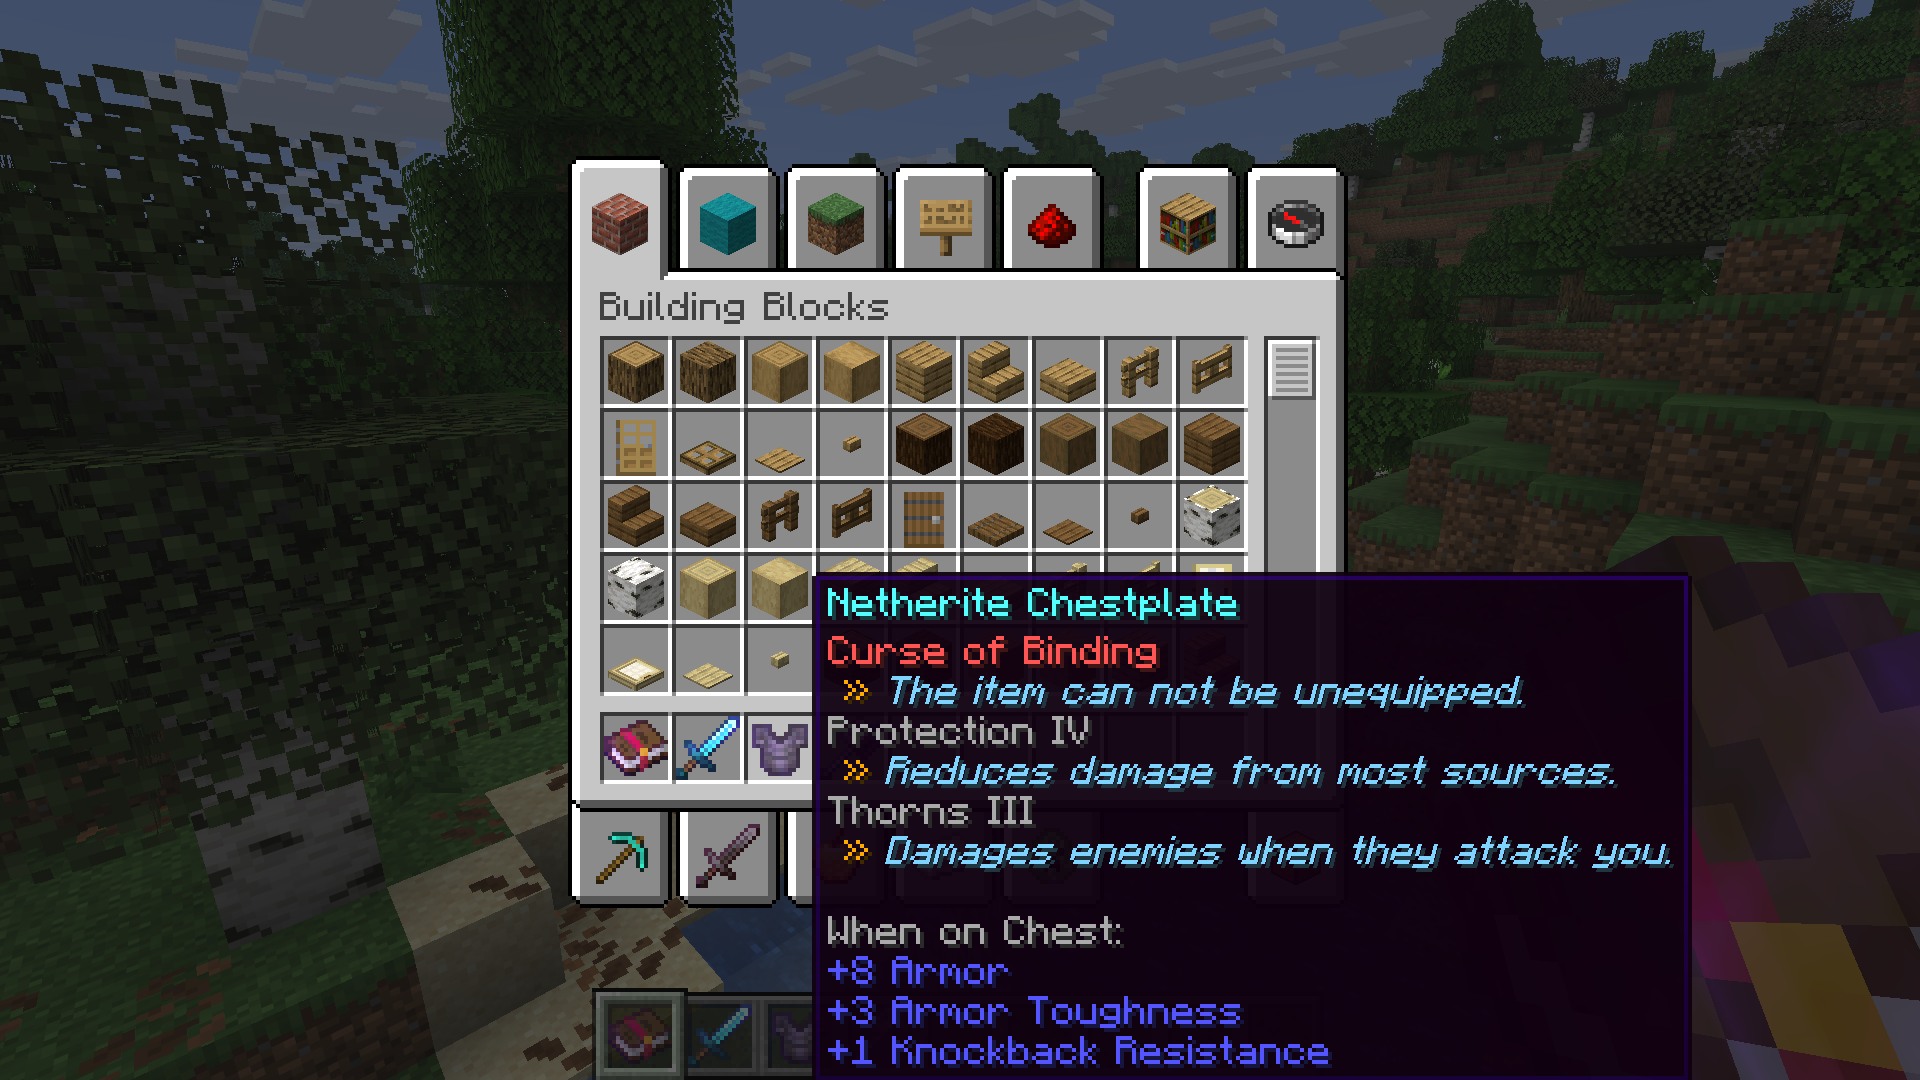 Building Blocks
Netherite Chestplate
Curse of Binding
» The item can not be unequipped.
Protection IV
» Reduces damage from most sources.
Thorns III
» Damages enemies when they attack you.
When on Chest:
+8 Armor
+3 Armor Toughness
+1 Knockback Resistance